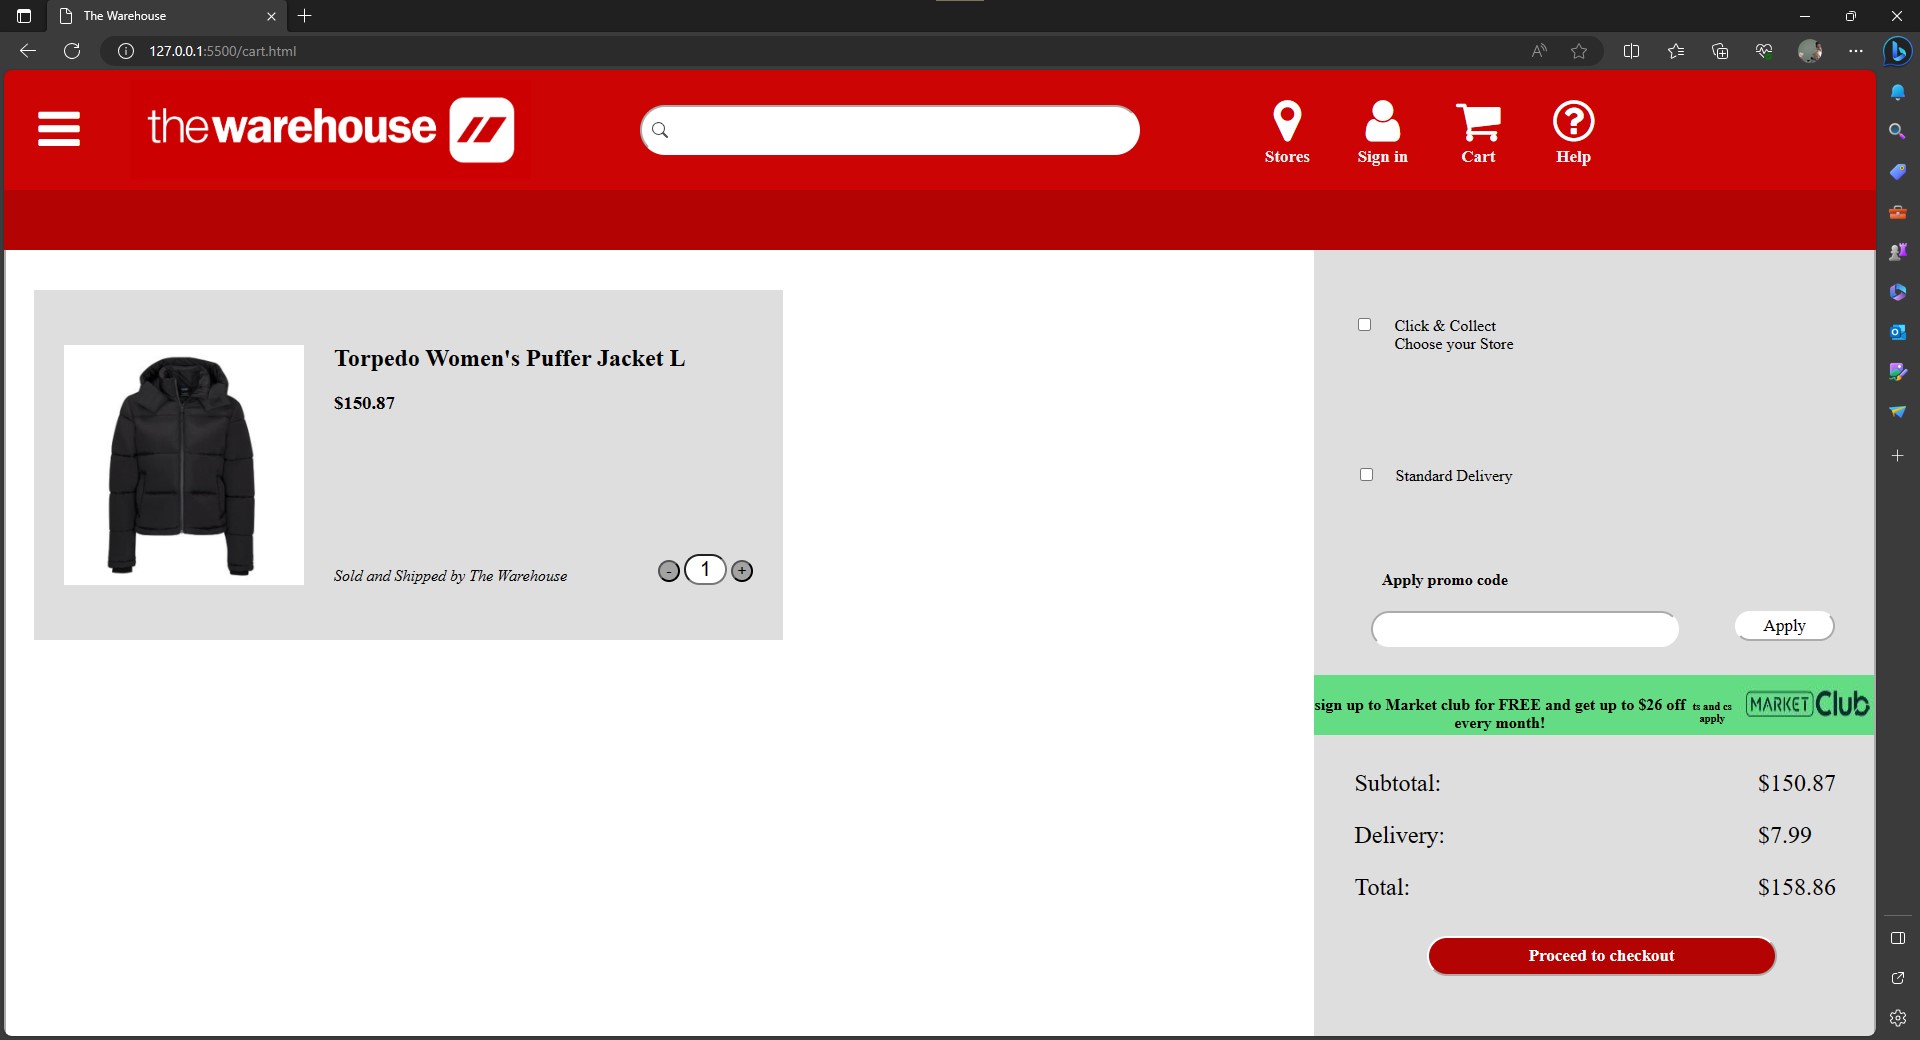 The Warehouse
127.0.0.1:5500/cart.html
thewarehouse
Stores
Sign in
Cart
Help
Torpedo Women's Puffer Jacket L
$150.87
Sold and Shipped by The Warehouse
- 1 +
Click & Collect
Choose your Store
Standard Delivery
Apply promo code
Apply
sign up to Market club for FREE and get up to $26 off
every month!
ts and cs
apply
MARKET Club
Subtotal: $150.87
Delivery: $7.99
Total: $158.86
Proceed to checkout